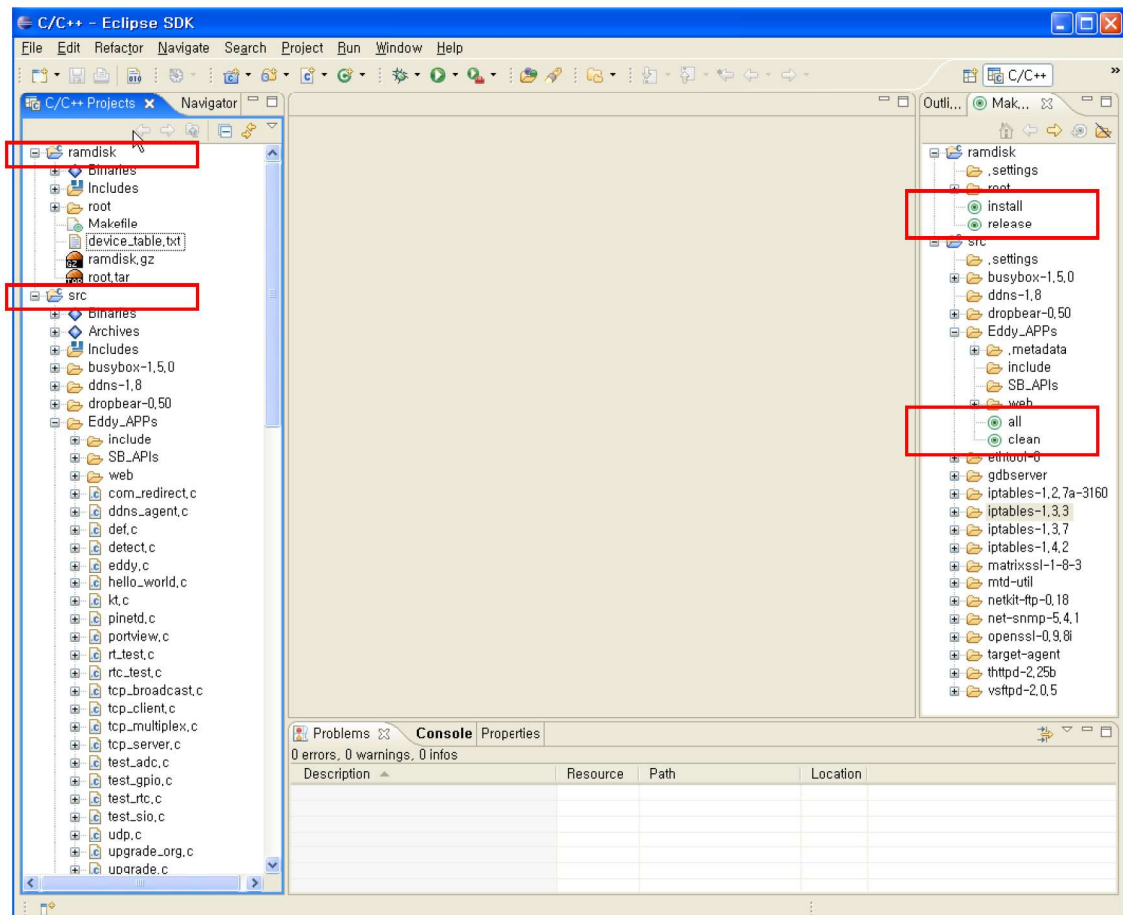 C/C++ - Eclipse SDK
File Edit Refactor Navigate Search Project Run Window Help
C/C++ »
C/C++ Projects Navigator
ramdisk
Binaries
Includes
root
Makefile
device_table.txt
ramdisk.gz
root.tar
src
Binaries
Archives
Includes
busybox-1.5.0
ddns-1.8
dropbear-0.50
Eddy_APPs
include
SB_APIs
web
com_redirect.c
ddns_agent.c
def.c
detect.c
eddy.c
hello_world.c
kt.c
pinetd.c
portview.c
rt_test.c
rtc_test.c
tcp_broadcast.c
tcp_client.c
tcp_multiplex.c
tcp_server.c
test_adc.c
test_gpio.c
test_rtc.c
test_sio.c
udp.c
upgrade_org.c
upgrade.c
Outli... Mak...
ramdisk
.settings
root
install
release
src
.settings
busybox-1.5.0
ddns-1.8
dropbear-0.50
Eddy_APPs
.metadata
include
SB_APIs
web
all
clean
ethtool-6
gdbserver
iptables-1.2.7a-3160
iptables-1.3.3
iptables-1.3.7
iptables-1.4.2
matrixssl-1-8-3
mtd-util
netkit-ftp-0.18
net-snmp-5.4.1
openssl-0.9.8i
target-agent
thttpd-2.25b
vsftpd-2.0.5
Problems Console Properties
0 errors, 0 warnings, 0 infos
Description Resource Path Location